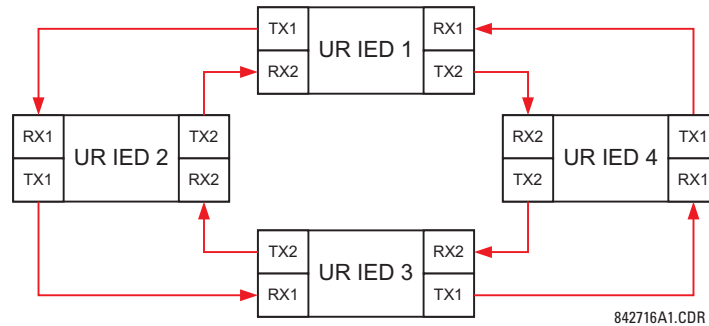 TX1 UR IED 1 RX1
RX2 TX2
RX1 UR IED 2 TX2
TX1 RX2
RX2 UR IED 4 TX1
TX2 RX1
TX2 UR IED 3 RX2
RX1 TX1
842716A1.CDR